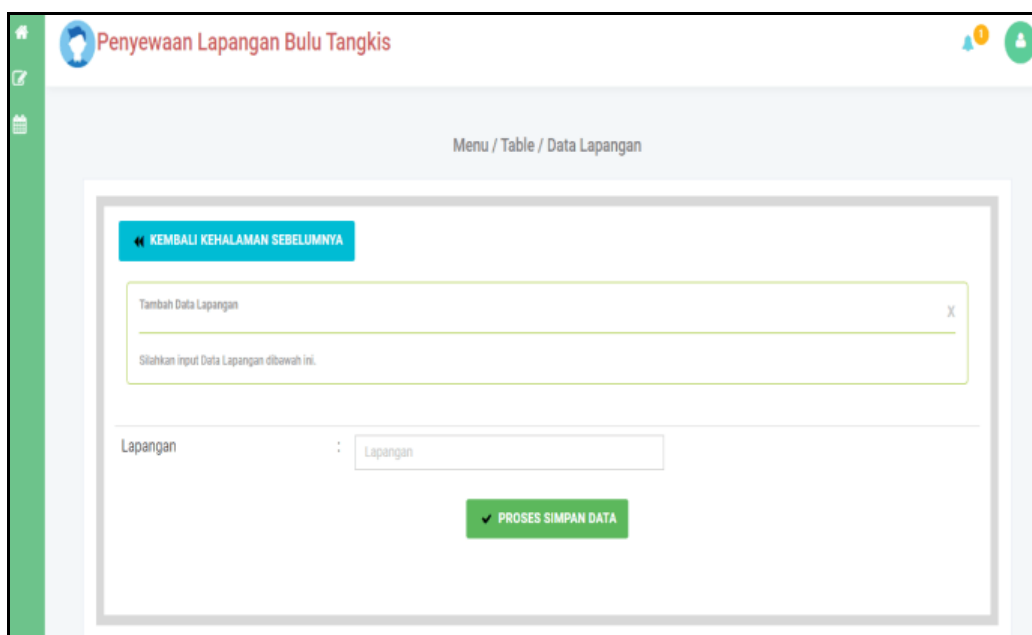 Penyewaan Lapangan Bulu Tangkis
1
Menu / Table / Data Lapangan
KEMBALI KEHALAMAN SEBELUMNYA
Tambah Data Lapangan
X
Silahkan input Data Lapangan dibawah ini.
Lapangan : Lapangan
PROSES SIMPAN DATA